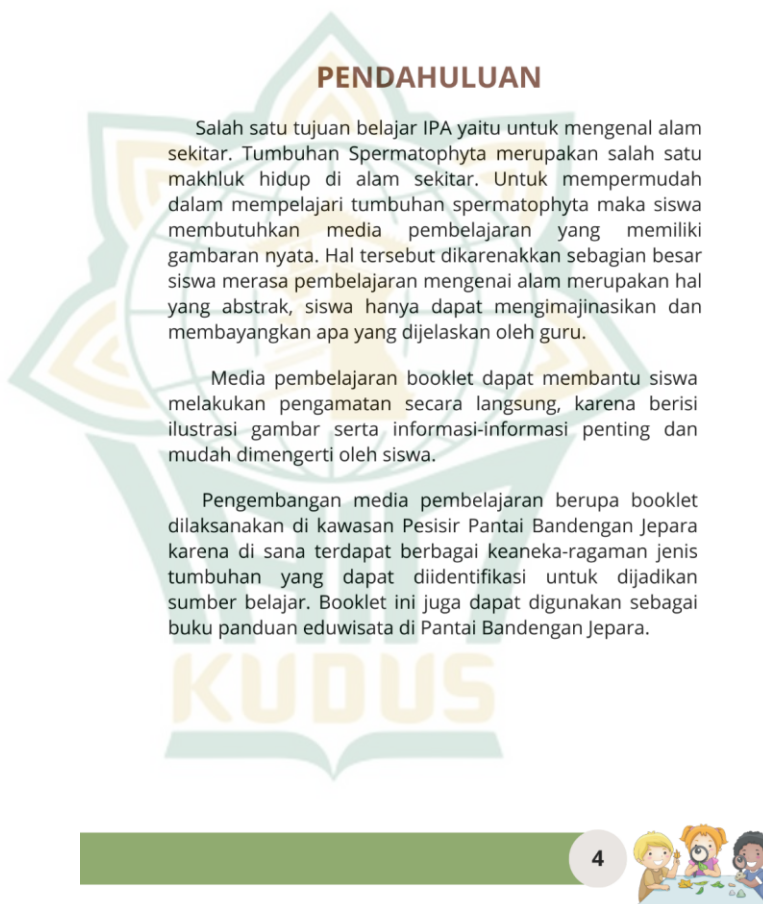 PENDAHULUAN
Salah satu tujuan belajar IPA yaitu untuk mengenal alam
sekitar. Tumbuhan Spermatophyta merupakan salah satu
makhluk hidup di alam sekitar. Untuk mempermudah
dalam mempelajari tumbuhan spermatophyta maka siswa
membutuhkan media pembelajaran yang memiliki
gambaran nyata. Hal tersebut dikarenakkan sebagian besar
siswa merasa pembelajaran mengenai alam merupakan hal
yang abstrak, siswa hanya dapat mengimajinasikan dan
membayangkan apa yang dijelaskan oleh guru.
Media pembelajaran booklet dapat membantu siswa
melakukan pengamatan secara langsung, karena berisi
ilustrasi gambar serta informasi-informasi penting dan
mudah dimengerti oleh siswa.
Pengembangan media pembelajaran berupa booklet
dilaksanakan di kawasan Pesisir Pantai Bandengan Jepara
karena di sana terdapat berbagai keaneka-ragaman jenis
tumbuhan yang dapat diidentifikasi untuk dijadikan
sumber belajar. Booklet ini juga dapat digunakan sebagai
buku panduan eduwisata di Pantai Bandengan Jepara.
KUDUS
4